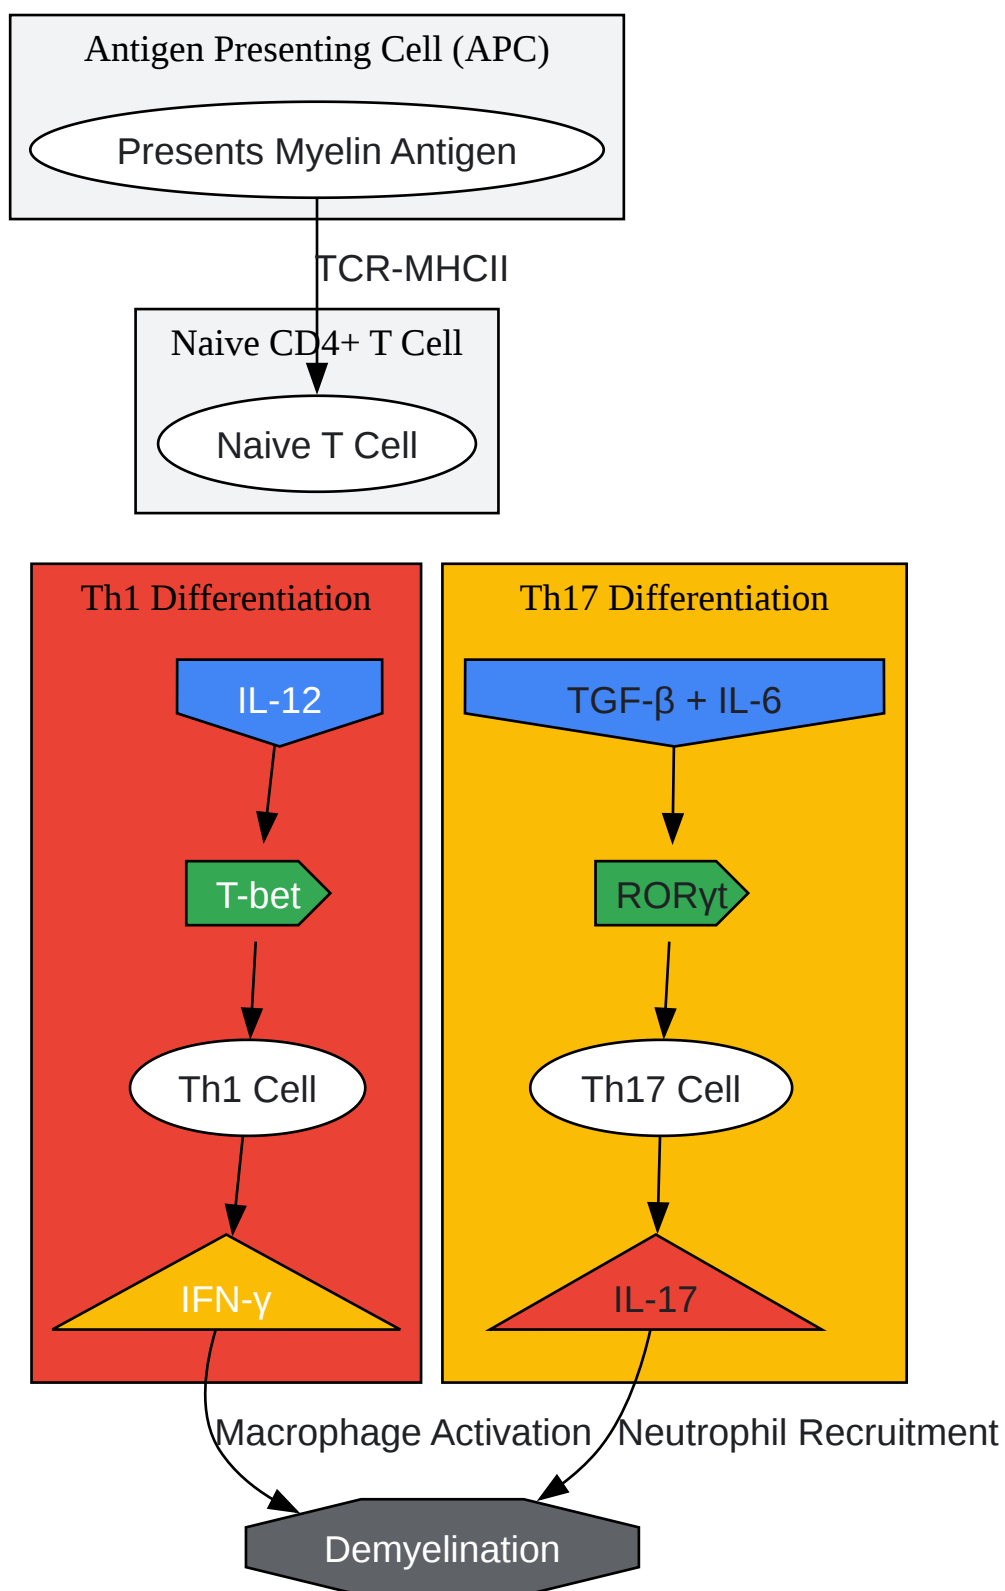 Antigen Presenting Cell (APC)
Presents Myelin Antigen
TCR-MHCII
Naive CD4+ T Cell
Naive T Cell
Th1 Differentiation
IL-12
T-bet
Th1 Cell
IFN-γ
Th17 Differentiation
TGF-β + IL-6
RORγt
Th17 Cell
IL-17
Macrophage Activation
Neutrophil Recruitment
Demyelination